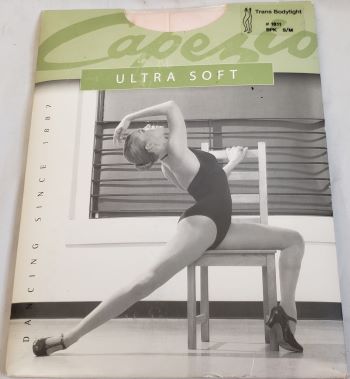 Capezio
Trans Bodytight
# 1811
BPK S/M
ULTRA SOFT
DANCING SINCE 1887